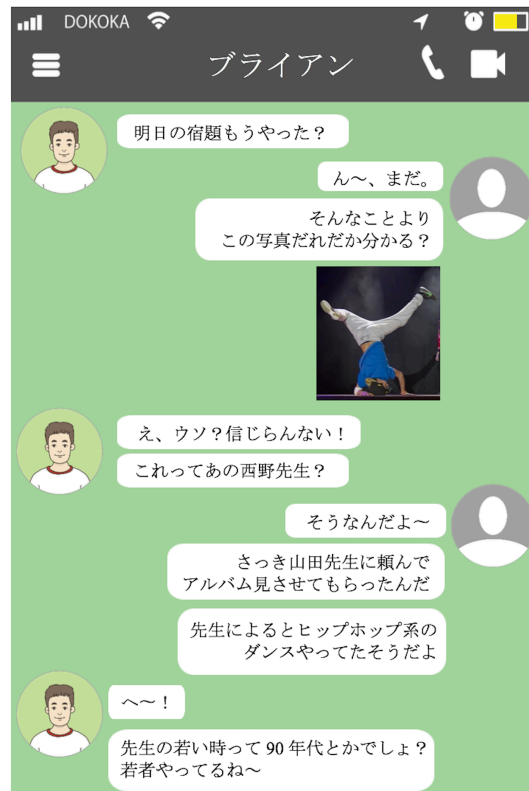 DOKOKA
ブライアン
明日の宿題もうやった？
ん〜、まだ。
そんなことより
この写真だれだか分かる？
え、ウソ？信じらんない！
これってあの西野先生？
そうなんだよ〜
さっき山田先生に頼んで
アルバム見させてもらったんだ
先生によるとヒップホップ系の
ダンスやってたそうだよ
へ〜！
先生の若い時って 90 年代とかでしょ？
若者やってるね〜